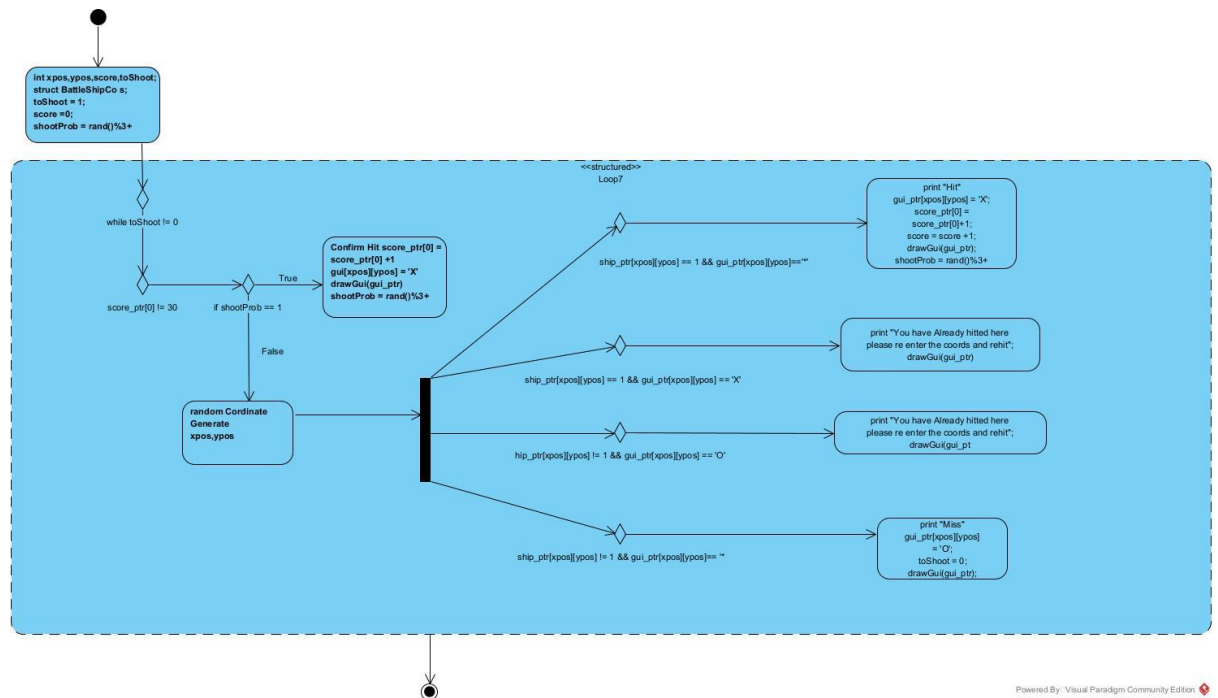 int xpos,ypos,score,toShoot;
struct BattleShipCo s;
toShoot = 1;
score =0;
shootProb = rand()%3+
<<structured>>
Loop7
while toShoot != 0
score_ptr[0] != 30
if shootProb == 1
True
False
Confirm Hit score_ptr[0] =
score_ptr[0] +1
gui[xpos][ypos] = 'X'
drawGui(gui_ptr)
shootProb = rand()%3+
random Cordinate
Generate
xpos,ypos
ship_ptr[xpos][ypos] == 1 && gui_ptr[xpos][ypos]=='*'
print "Hit"
gui_ptr[xpos][ypos] = 'X';
score_ptr[0] =
score_ptr[0]+1;
score = score +1;
drawGui(gui_ptr);
shootProb = rand()%3+
ship_ptr[xpos][ypos] == 1 && gui_ptr[xpos][ypos] == 'X'
print "You have Already hitted here
please re enter the coords and rehit";
drawGui(gui_ptr)
hip_ptr[xpos][ypos] != 1 && gui_ptr[xpos][ypos] == 'O'
print "You have Already hitted here
please re enter the coords and rehit";
drawGui(gui_pt
ship_ptr[xpos][ypos] != 1 && gui_ptr[xpos][ypos]== '*
print "Miss"
gui_ptr[xpos][ypos]
= 'O';
toShoot = 0;
drawGui(gui_ptr);
Powered By Visual Paradigm Community Edition